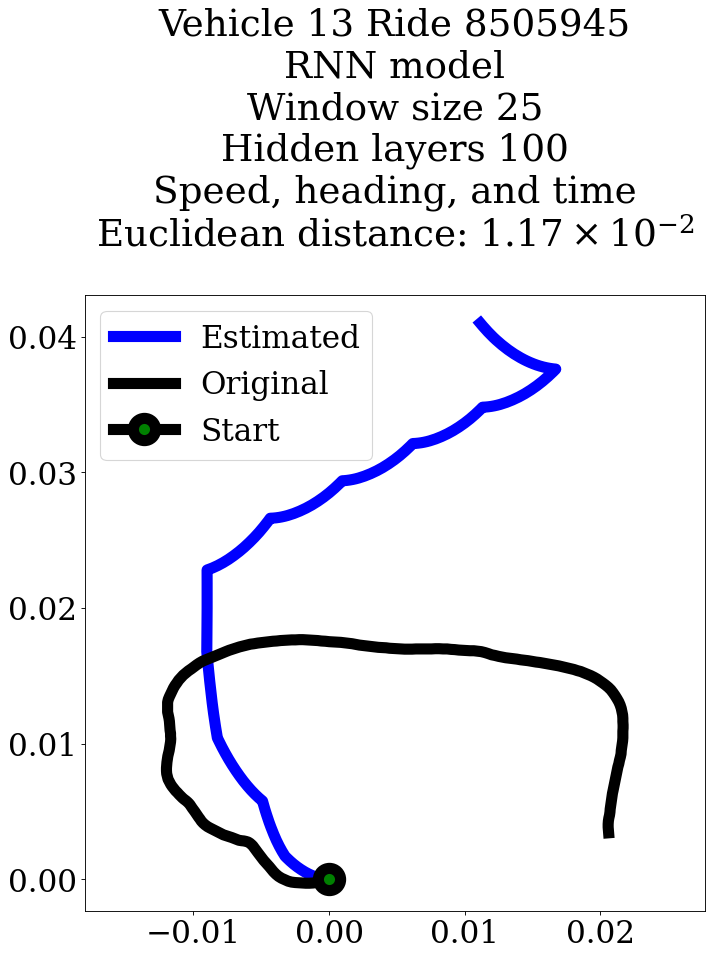 Vehicle 13 Ride 8505945
RNN model
Window size 25
Hidden layers 100
Speed, heading, and time
Euclidean distance: 1.17 × 10⁻²
Estimated
Original
Start
0.04
0.03
0.02
0.01
0.00
−0.01 0.00 0.01 0.02